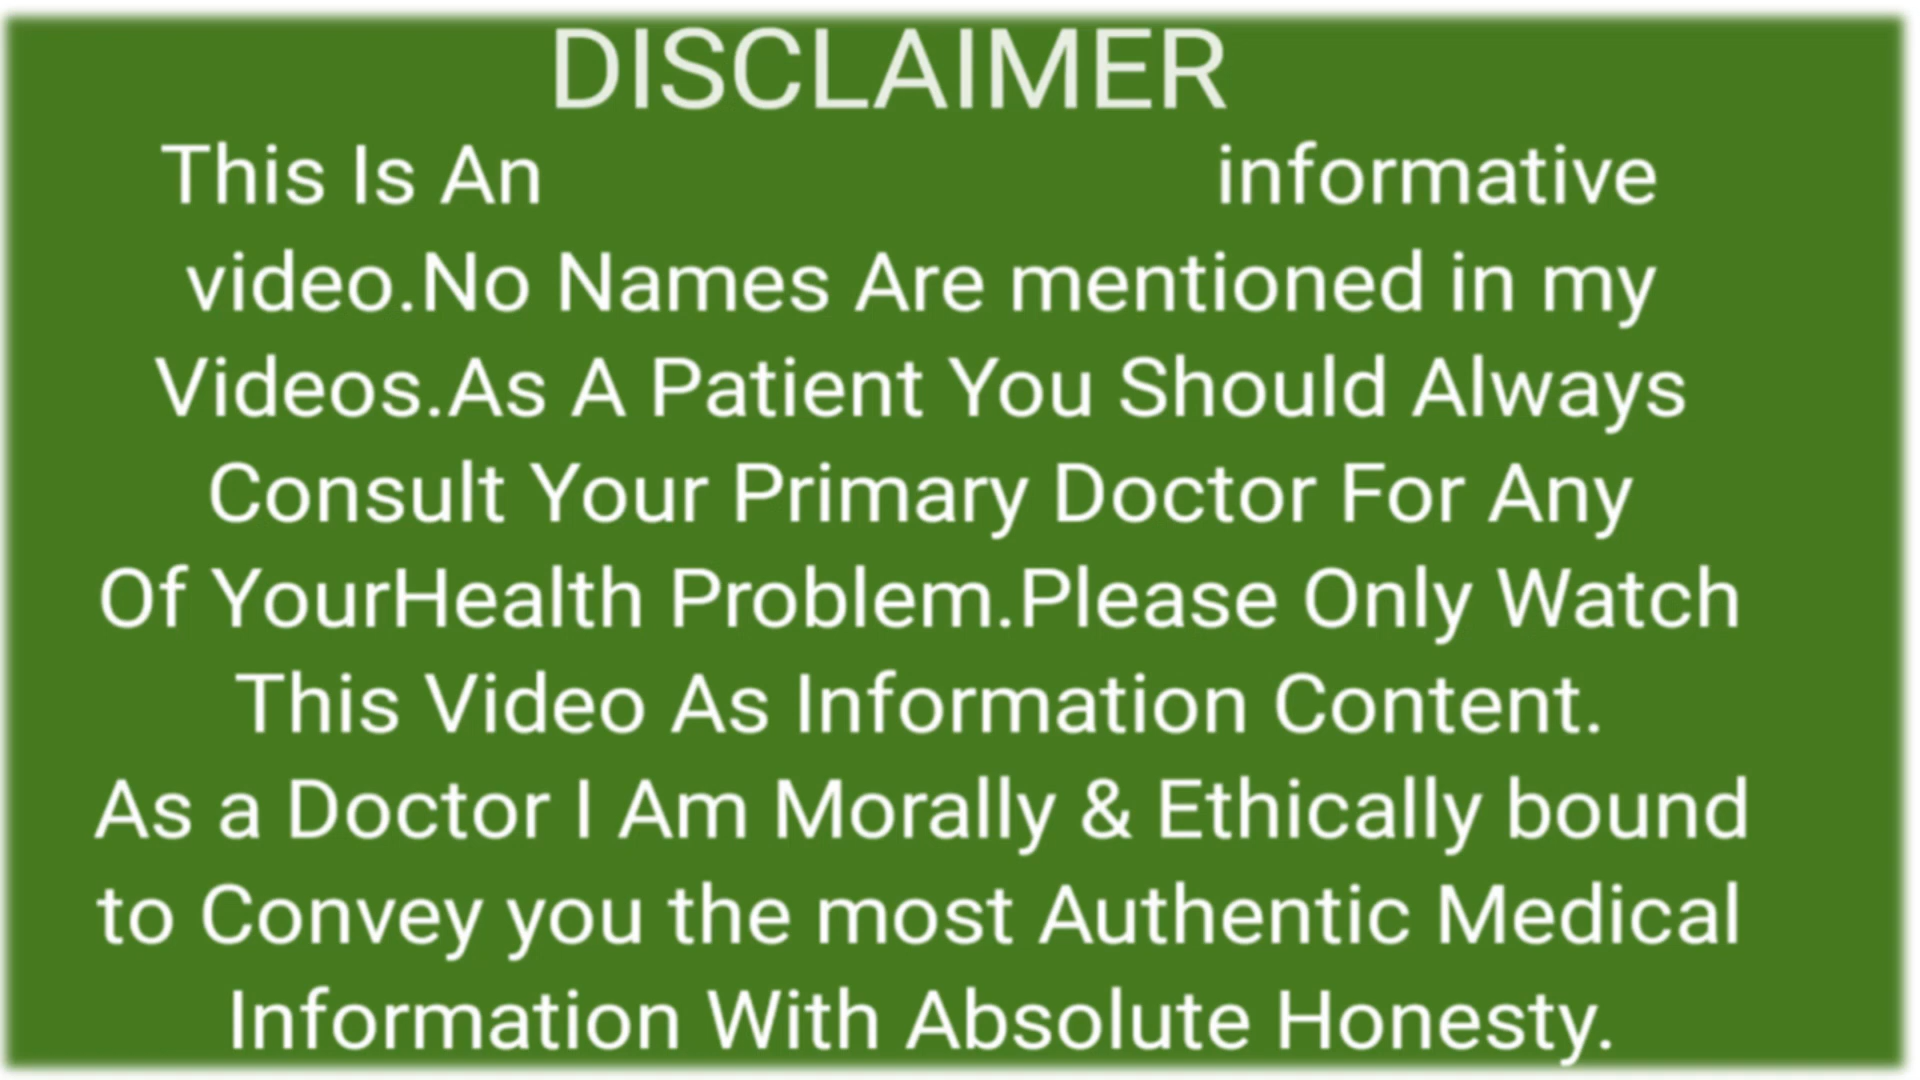 DISCLAIMER
This Is An informative
video.No Names Are mentioned in my
Videos.As A Patient You Should Always
Consult Your Primary Doctor For Any
Of YourHealth Problem.Please Only Watch
This Video As Information Content.
As a Doctor I Am Morally & Ethically bound
to Convey you the most Authentic Medical
Information With Absolute Honesty.